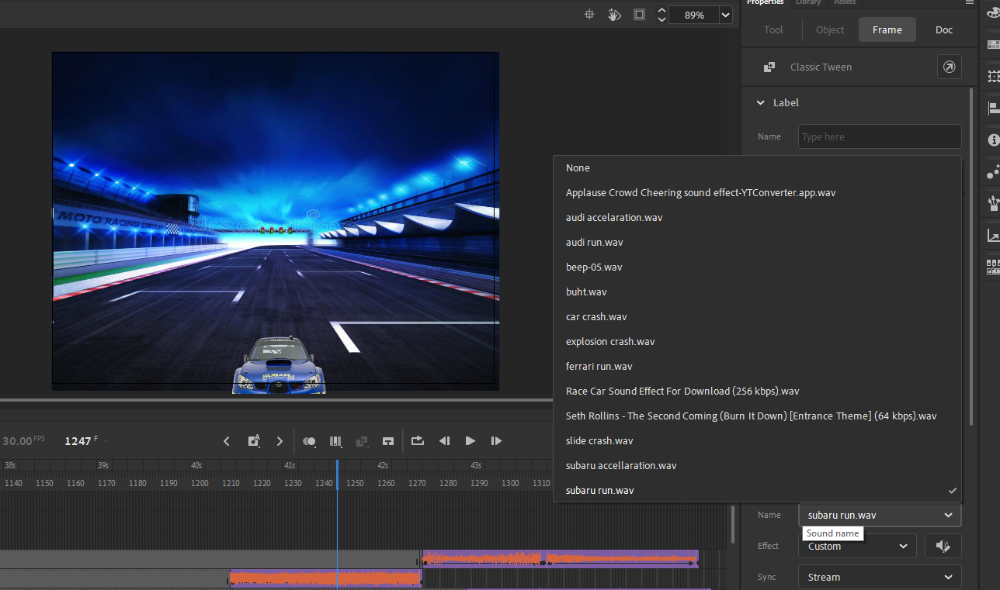 Properties
Library
Assets
89%
Tool
Object
Frame
Doc
Classic Tween
Label
Name
Type here
None
Applause Crowd Cheering sound effect-YTConverter.app.wav
audi accelaration.wav
audi run.wav
beep-05.wav
buht.wav
car crash.wav
explosion crash.wav
ferrari run.wav
Race Car Sound Effect For Download (256 kbps).wav
Seth Rollins - The Second Coming (Burn It Down) [Entrance Theme] (64 kbps).wav
slide crash.wav
subaru accellaration.wav
subaru run.wav
Name
subaru run.wav
Sound name
Effect
Custom
Sync
Stream
MOTO RACING CIRCUIT
dreamstime
SUBARU
SUBARU
30.00 FPS
1247 F
38s 39s 40s 41s 42s 43s
1140 1150 1160 1170 1180 1190 1200 1210 1220 1230 1240 1250 1260 1270 1280 1290 1300 1310